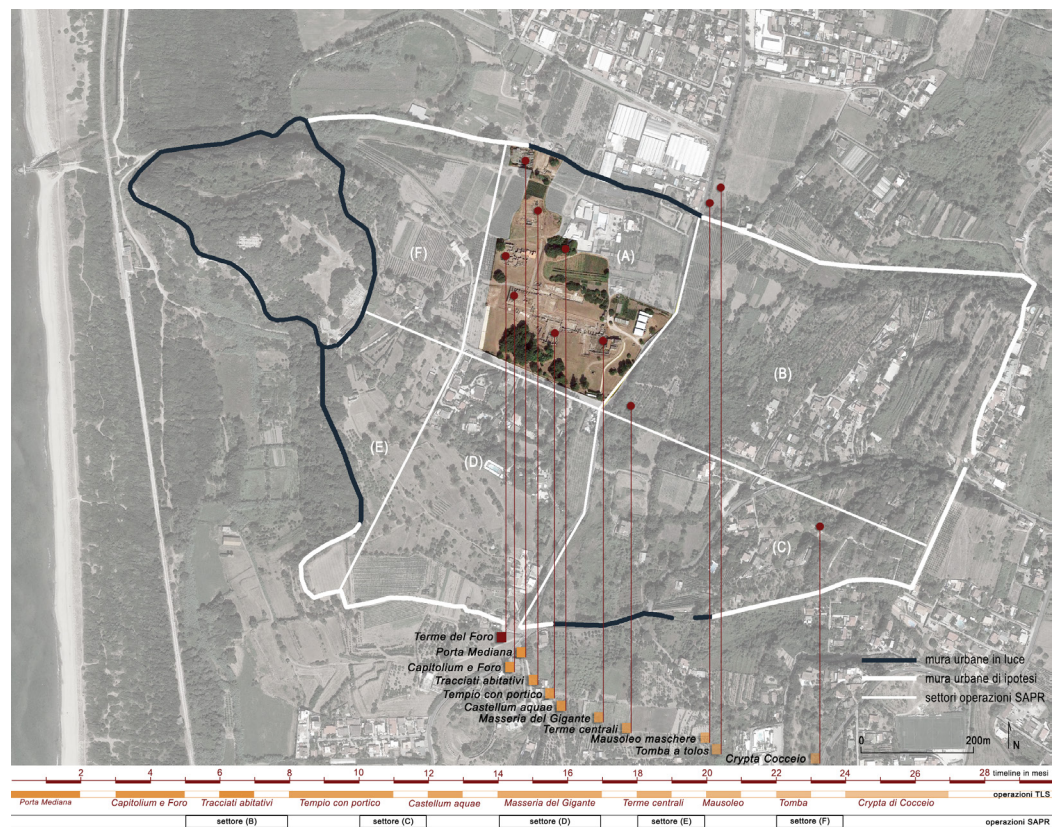 (A)
(F)
(B)
(E)
(D)
(C)
Terme del Foro
Porta Mediana
Capitolium e Foro
Tracciati abitativi
Tempio con portico
Castellum aquae
Masseria del Gigante
Terme centrali
Mausoleo maschere
Tomba a tolos
Crypta Cocceio
mura urbane in luce
mura urbane di ipotesi
settori operazioni SAPR
0 200m N
2 4 6 8 10 12 14 16 18 20 22 24 26 28 timeline in mesi
operazioni TLS
Porta Mediana Capitolium e Foro Tracciati abitativi Tempio con portico Castellum aquae Masseria del Gigante Terme centrali Mausoleo Tomba Crypta di Cocceio
settore (B) settore (C) settore (D) settore (E) settore (F) operazioni SAPR